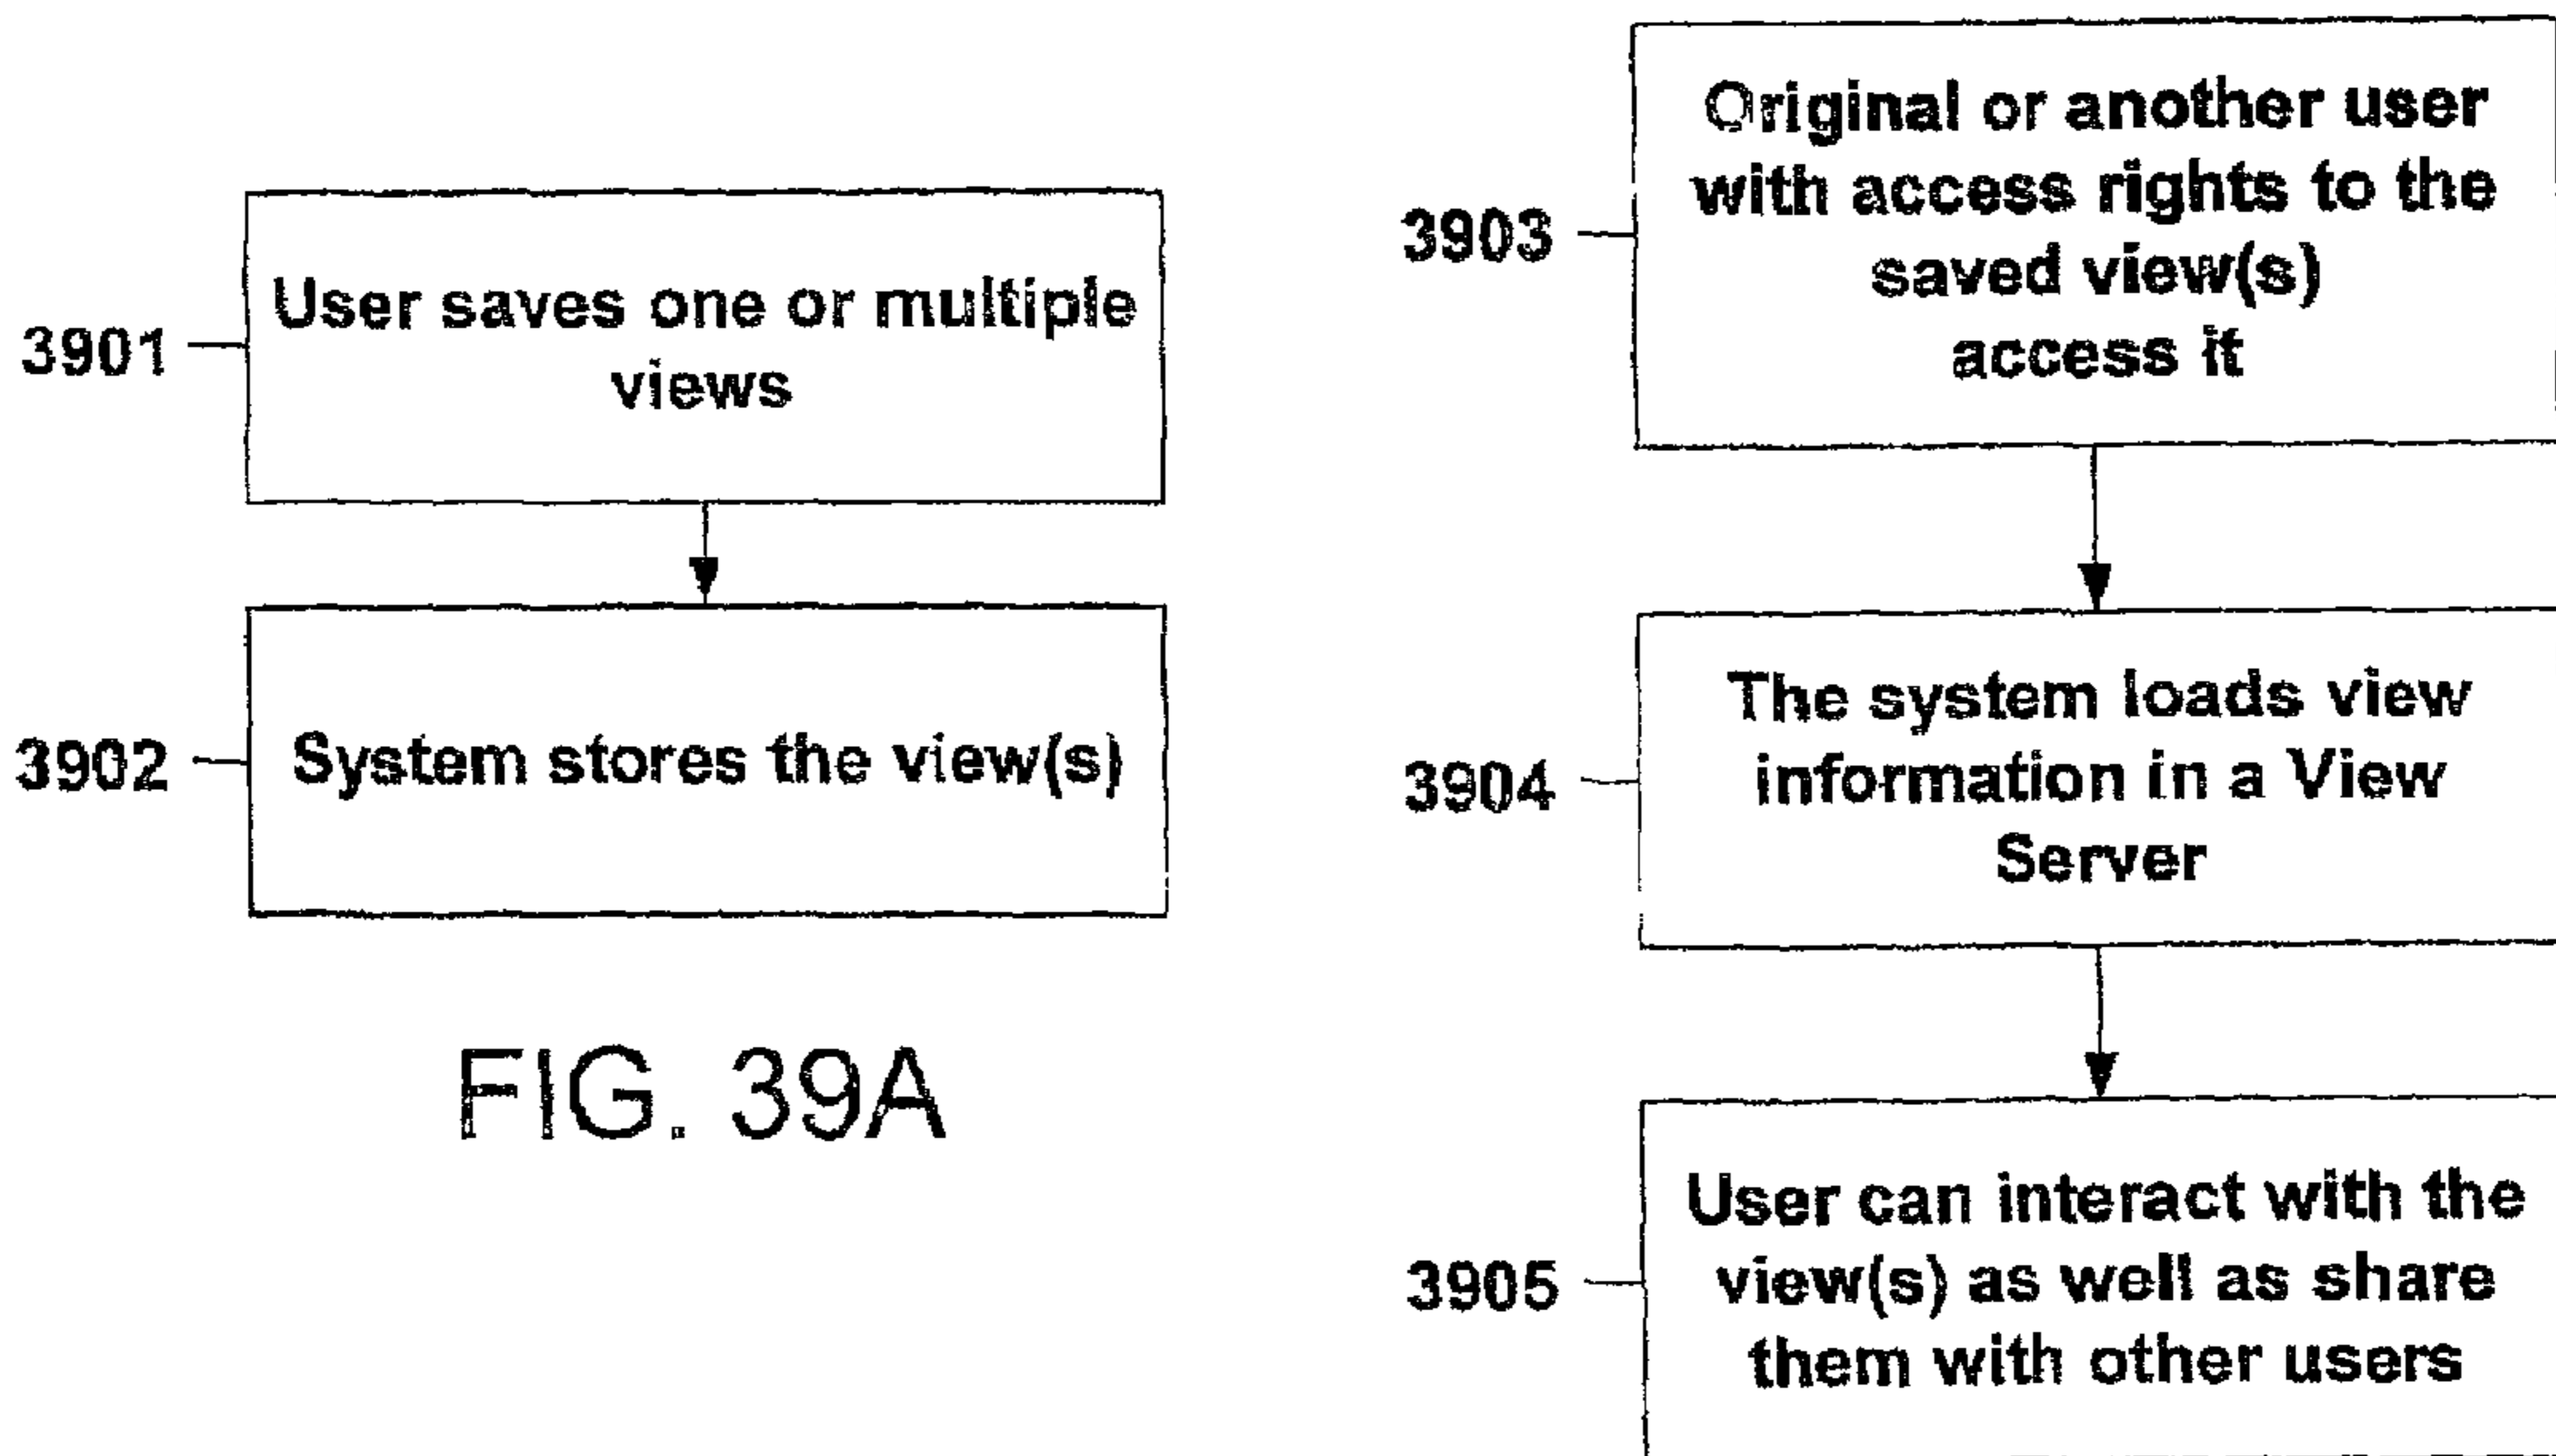 3901
User saves one or multiple
views
3902
System stores the view(s)
FIG. 39A
3903
Original or another user
with access rights to the
saved view(s)
access it
3904
The system loads view
information in a View
Server
3905
User can interact with the
view(s) as well as share
them with other users